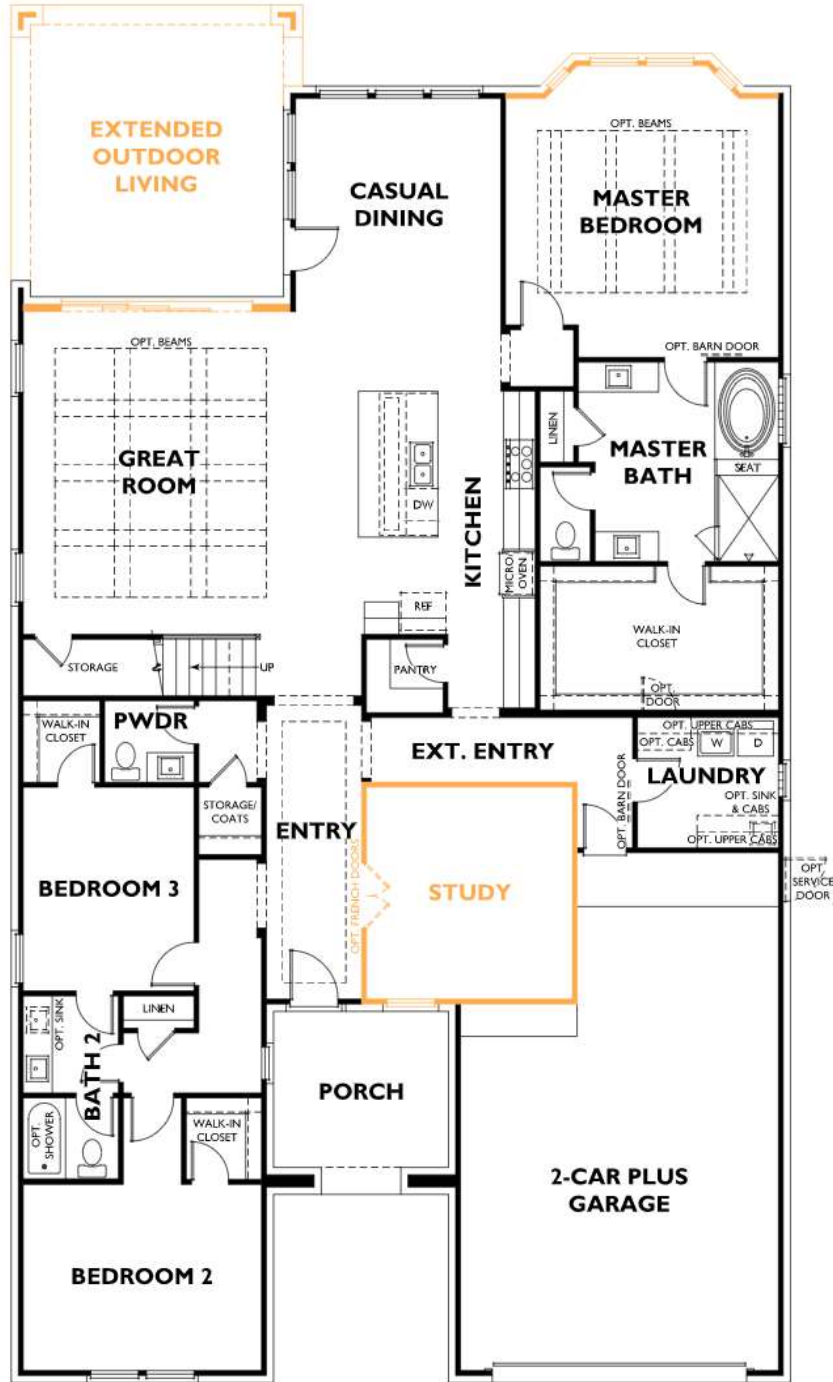 EXTENDED
OUTDOOR
LIVING
CASUAL
DINING
OPT. BEAMS
MASTER
BEDROOM
OPT. BEAMS
OPT. BARN DOOR
GREAT
ROOM
LINEN
MASTER
BATH
SEAT
DW
KITCHEN
MICRO/
OVEN
REF
WALK-IN
CLOSET
STORAGE
UP
PANTRY
OPT.
DOOR
WALK-IN
CLOSET
PWDR
EXT. ENTRY
OPT. UPPER CABS
OPT. CABS
W
D
LAUNDRY
OPT. SINK
& CABS
OPT. UPPER CABS
OPT. BARN DOOR
STORAGE/
COATS
ENTRY
OPT.
SERVICE
DOOR
BEDROOM 3
OPT. FRENCH DOORS
STUDY
LINEN
OPT. SINK
BATH 2
PORCH
OPT.
SHOWER
WALK-IN
CLOSET
2-CAR PLUS
GARAGE
BEDROOM 2